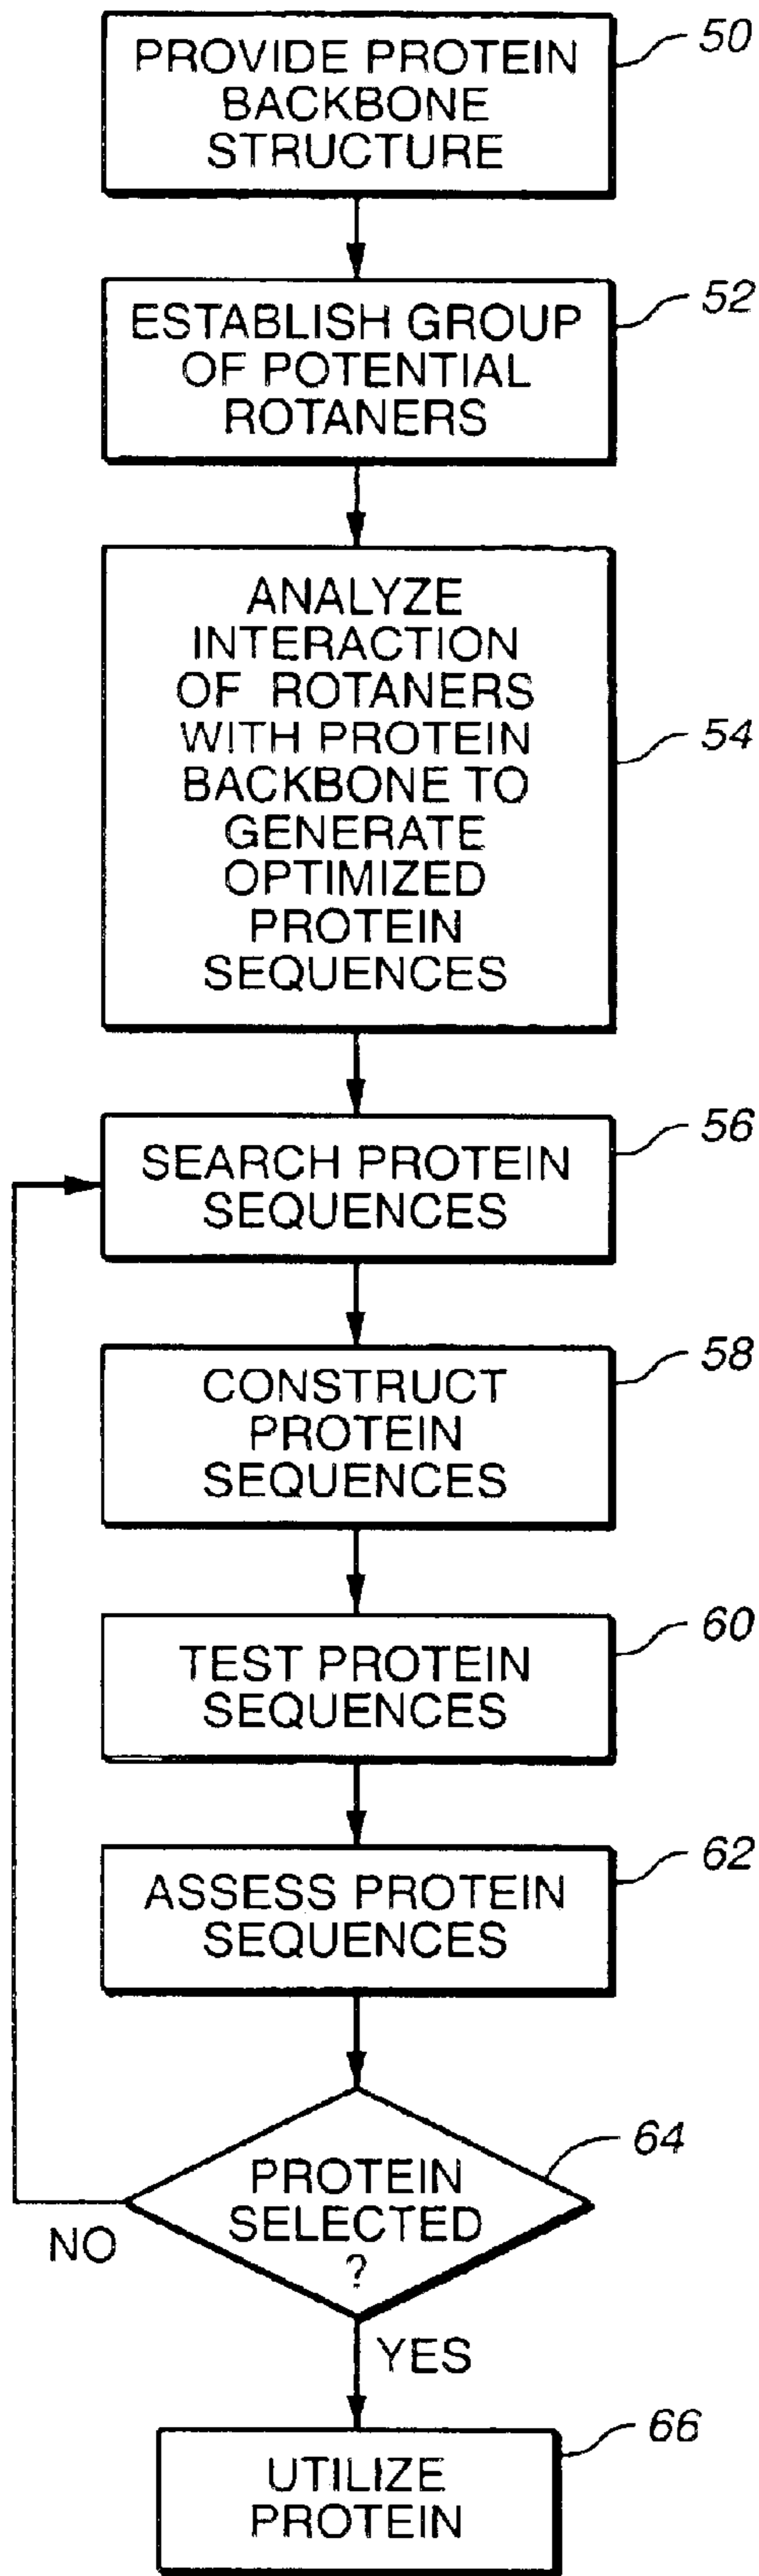 PROVIDE PROTEIN
BACKBONE
STRUCTURE
50
ESTABLISH GROUP
OF POTENTIAL
ROTANERS
52
ANALYZE
INTERACTION
OF ROTANERS
WITH PROTEIN
BACKBONE TO
GENERATE
OPTIMIZED
PROTEIN
SEQUENCES
54
SEARCH PROTEIN
SEQUENCES
56
CONSTRUCT
PROTEIN
SEQUENCES
58
TEST PROTEIN
SEQUENCES
60
ASSESS PROTEIN
SEQUENCES
62
PROTEIN
SELECTED
?
64
NO
YES
UTILIZE
PROTEIN
66